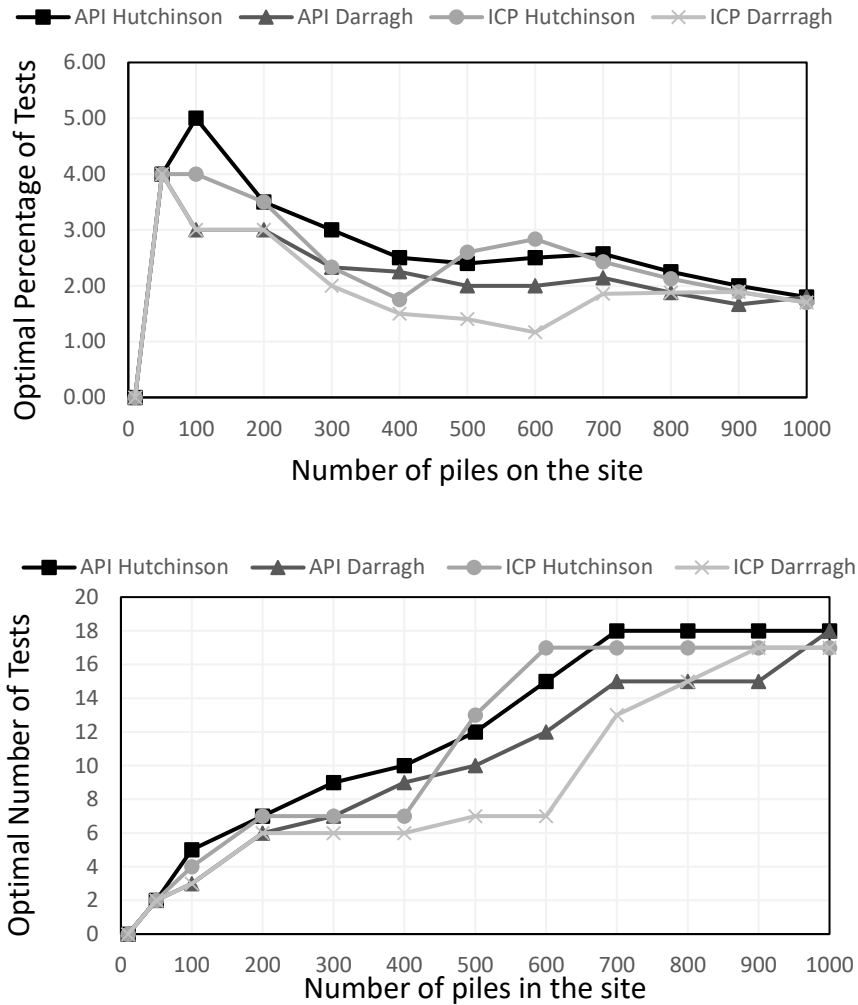 API Hutchinson API Darragh ICP Hutchinson ICP Darrragh
Optimal Percentage of Tests
6.00
5.00
4.00
3.00
2.00
1.00
0.00
0 100 200 300 400 500 600 700 800 900 1000
Number of piles on the site
API Hutchinson API Darragh ICP Hutchinson ICP Darrragh
Optimal Number of Tests
20
18
16
14
12
10
8
6
4
2
0
0 100 200 300 400 500 600 700 800 900 1000
Number of piles in the site